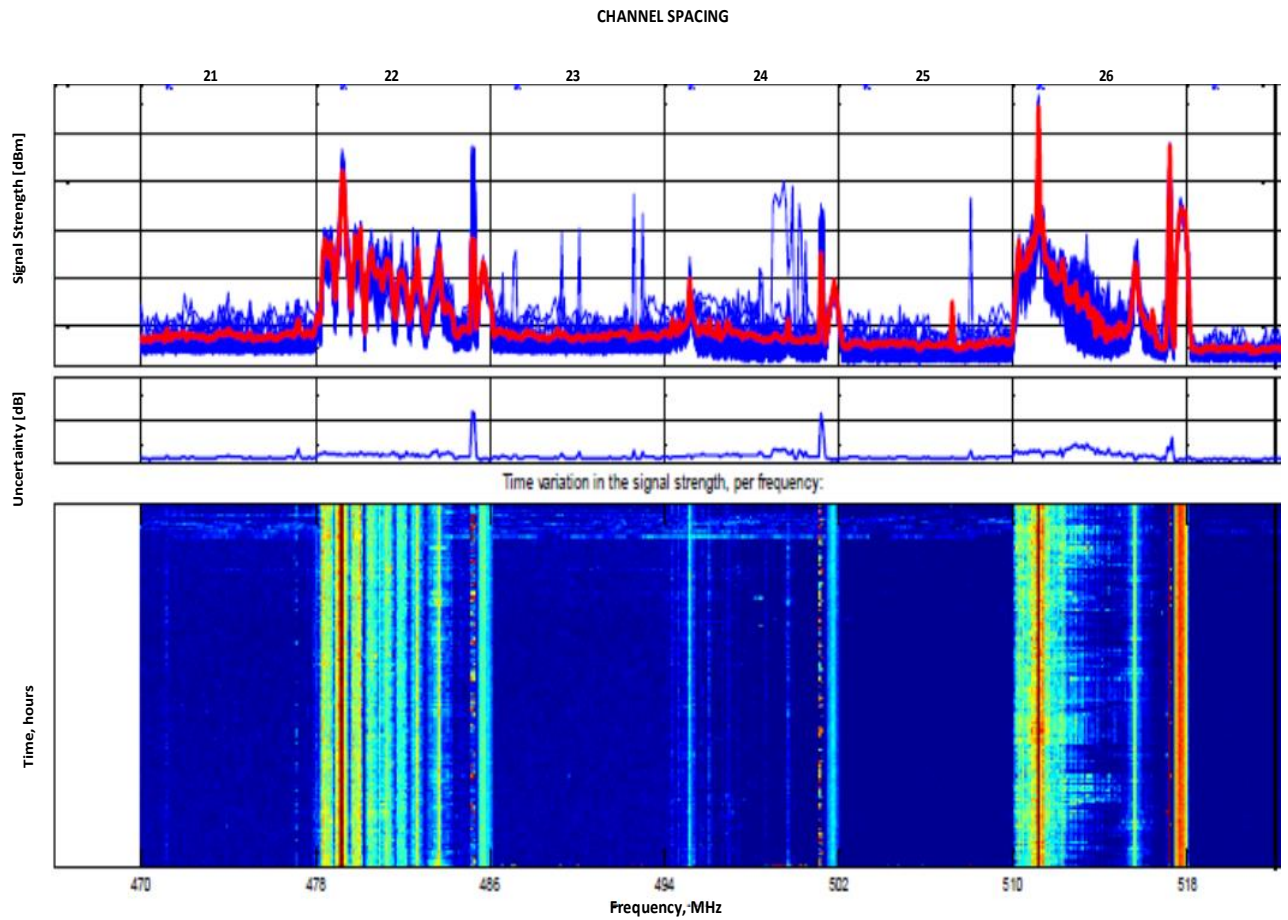 CHANNEL SPACING
21 22 23 24 25 26
Signal Strength [dBm]
Uncertainty [dB]
Time variation in the signal strength, per frequency:
Time, hours
470 478 486 494 502 510 518
Frequency, MHz